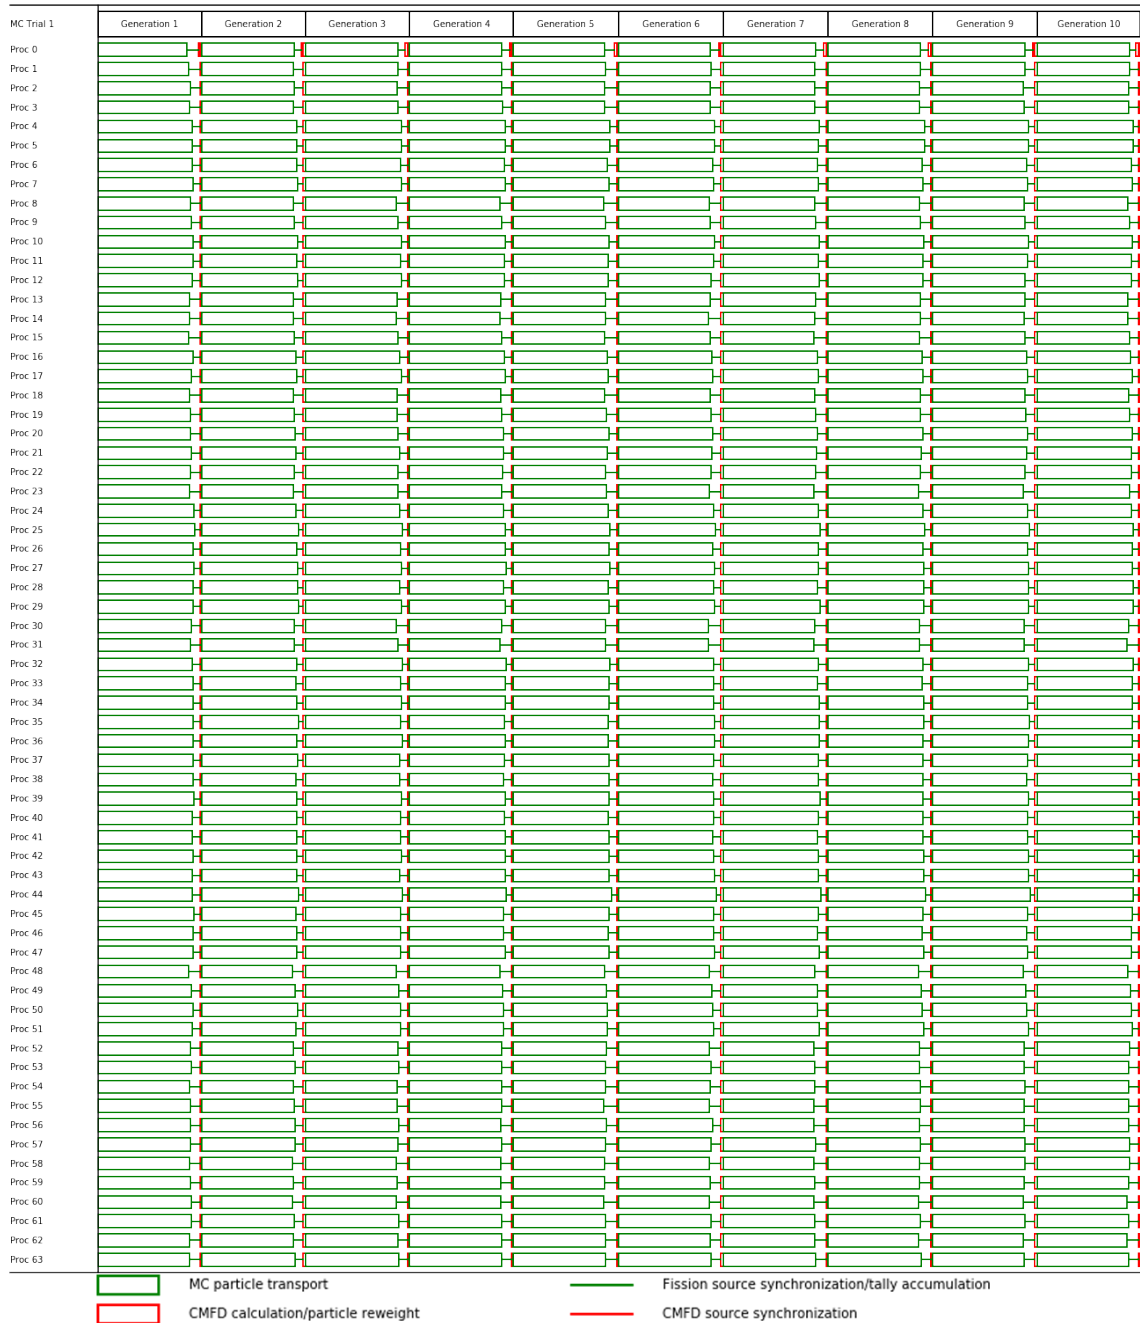 MC Trial 1 Generation 1 Generation 2 Generation 3 Generation 4 Generation 5 Generation 6 Generation 7 Generation 8 Generation 9 Generation 10
Proc 0
Proc 1
Proc 2
Proc 3
Proc 4
Proc 5
Proc 6
Proc 7
Proc 8
Proc 9
Proc 10
Proc 11
Proc 12
Proc 13
Proc 14
Proc 15
Proc 16
Proc 17
Proc 18
Proc 19
Proc 20
Proc 21
Proc 22
Proc 23
Proc 24
Proc 25
Proc 26
Proc 27
Proc 28
Proc 29
Proc 30
Proc 31
Proc 32
Proc 33
Proc 34
Proc 35
Proc 36
Proc 37
Proc 38
Proc 39
Proc 40
Proc 41
Proc 42
Proc 43
Proc 44
Proc 45
Proc 46
Proc 47
Proc 48
Proc 49
Proc 50
Proc 51
Proc 52
Proc 53
Proc 54
Proc 55
Proc 56
Proc 57
Proc 58
Proc 59
Proc 60
Proc 61
Proc 62
Proc 63
MC particle transport Fission source synchronization/tally accumulation
CMFD calculation/particle reweight CMFD source synchronization